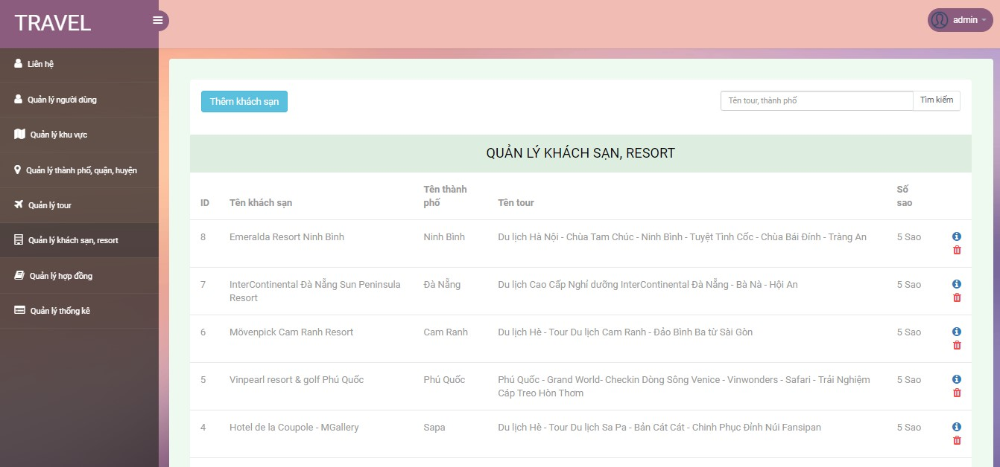 TRAVEL
admin
Liên hệ
Quản lý người dùng
Quản lý khu vực
Quản lý thành phố, quận, huyện
Quản lý tour
Quản lý khách sạn, resort
Quản lý hợp đồng
Quản lý thống kê
Thêm khách sạn
Tên tour, thành phố
Tìm kiếm
QUẢN LÝ KHÁCH SẠN, RESORT
ID
Tên khách sạn
Tên thành
phố
Tên tour
Số
sao
8
Emeralda Resort Ninh Bình
Ninh Bình
Du lịch Hà Nội - Chùa Tam Chúc - Ninh Bình - Tuyệt Tình Cốc - Chùa Bái Đính - Tràng An
5 Sao
7
InterContinental Đà Nẵng Sun Peninsula
Resort
Đà Nẵng
Du lịch Cao Cấp Nghỉ dưỡng InterContinental Đà Nẵng - Bà Nà - Hội An
5 Sao
6
Mövenpick Cam Ranh Resort
Cam Ranh
Du lịch Hè - Tour Du lịch Cam Ranh - Đảo Bình Ba từ Sài Gòn
5 Sao
5
Vinpearl resort & golf Phú Quốc
Phú Quốc
Phú Quốc - Grand World- Checkin Dòng Sông Venice - Vinwonders - Safari - Trải Nghiệm
Cáp Treo Hòn Thơm
5 Sao
4
Hotel de la Coupole - MGallery
Sapa
Du lịch Hè - Tour Du lịch Sa Pa - Bản Cát Cát - Chinh Phục Đỉnh Núi Fansipan
5 Sao